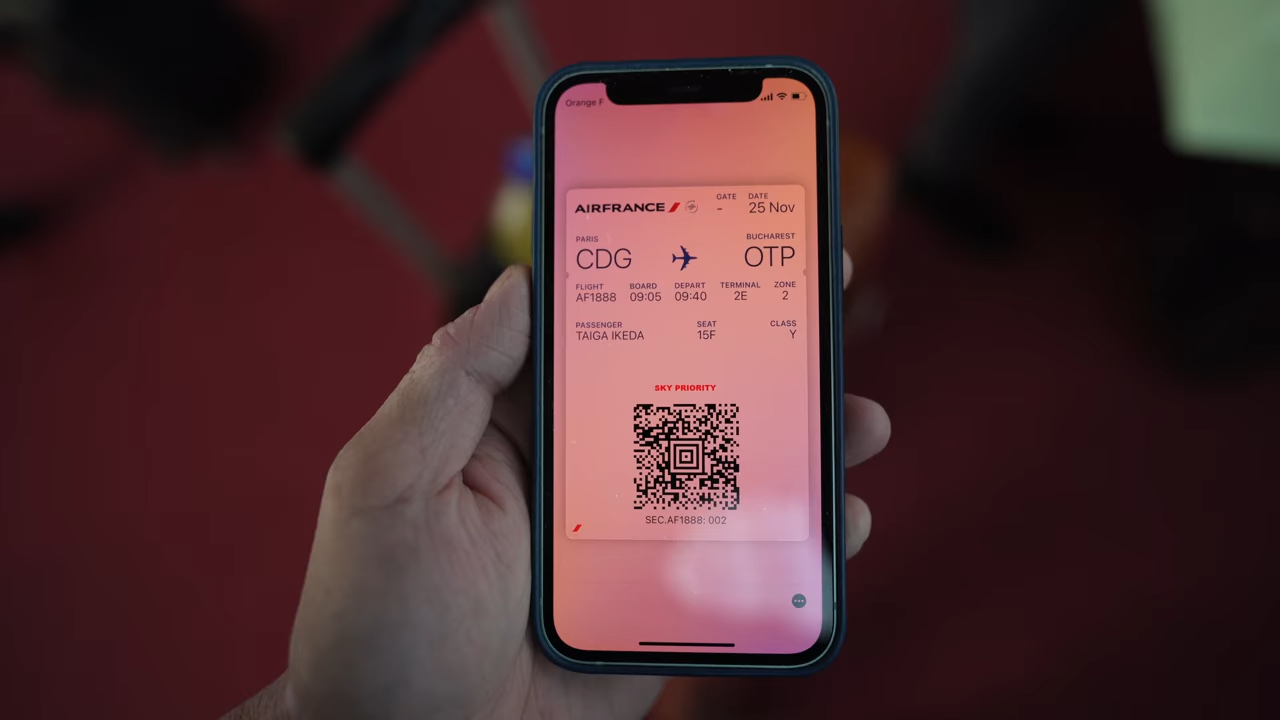 Orange F
AIRFRANCE
GATE DATE
- 25 Nov
PARIS BUCHAREST
CDG OTP
FLIGHT BOARD DEPART TERMINAL ZONE
AF1888 09:05 09:40 2E 2
PASSENGER SEAT CLASS
TAIGA IKEDA 15F Y
SKY PRIORITY
SEC.AF1888: 002